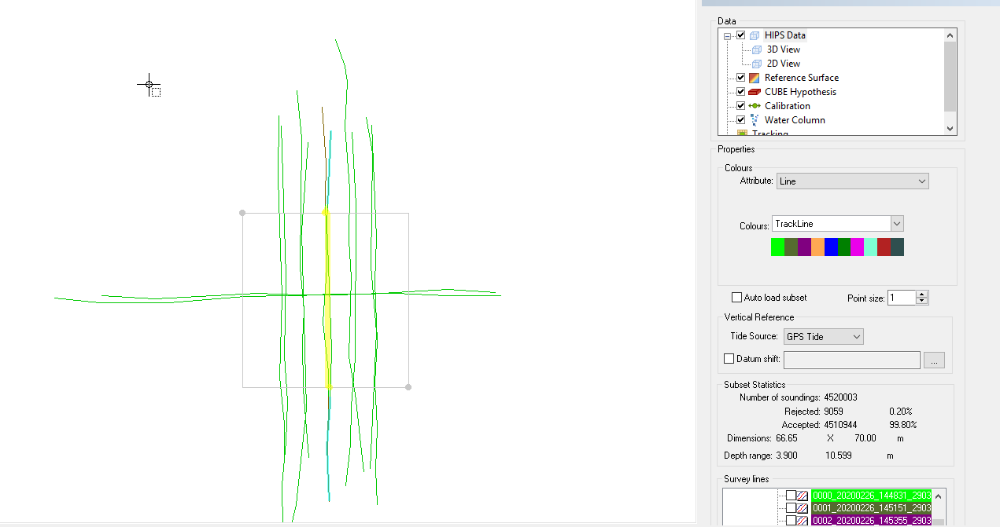 Data
HIPS Data
3D View
2D View
Reference Surface
CUBE Hypothesis
Calibration
Water Column
Tracking
Properties
Colours
Attribute: Line
Colours: TrackLine
Auto load subset Point size: 1
Vertical Reference
Tide Source: GPS Tide
Datum shift: ...
Subset Statistics
Number of soundings: 4520003
Rejected: 9059 0.20%
Accepted: 4510944 99.80%
Dimensions: 66.65 X 70.00 m
Depth range: 3.900 10.599 m
Survey lines
0000_20200226_144831_2903
0001_20200226_145151_2903
0002_20200226_145355_2903